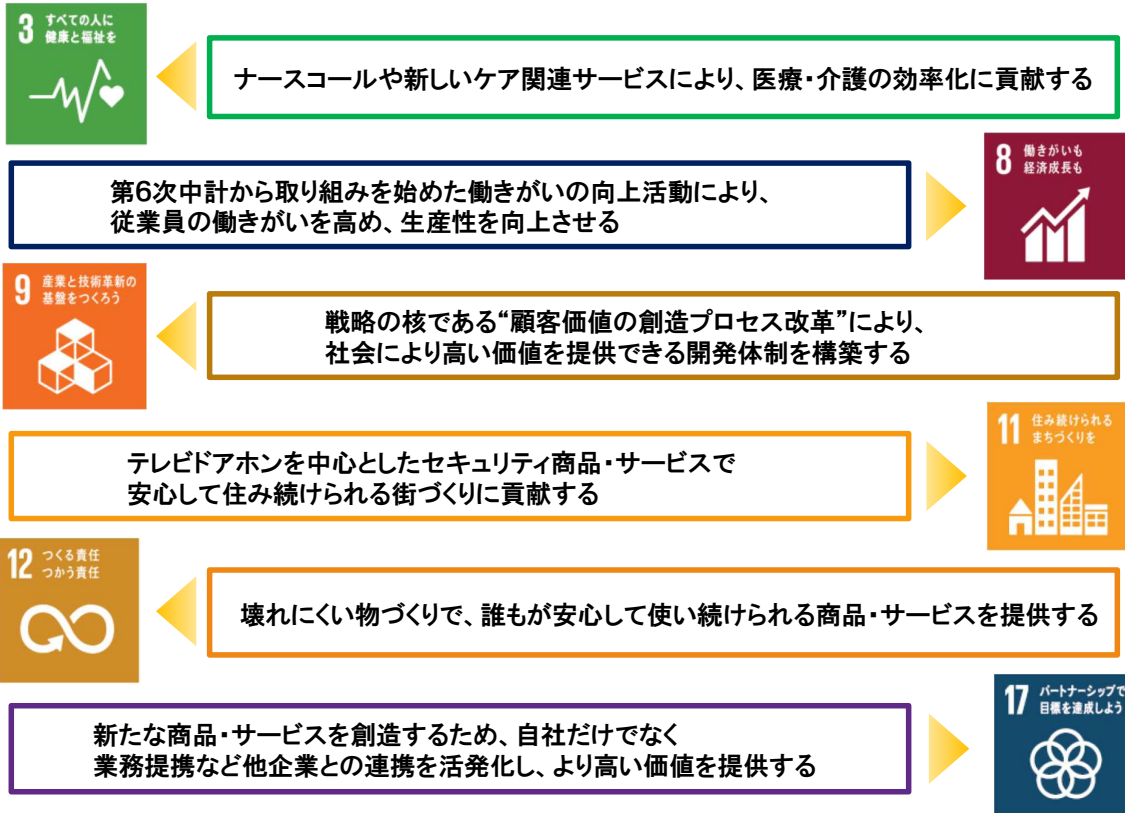 3 すべての人に
健康と福祉を
ナースコールや新しいケア関連サービスにより、医療・介護の効率化に貢献する
第6次中計から取り組みを始めた働きがいの向上活動により、
従業員の働きがいを高め、生産性を向上させる
8 働きがいも
経済成長も
9 産業と技術革新の
基盤をつくろう
戦略の核である“顧客価値の創造プロセス改革”により、
社会により高い価値を提供できる開発体制を構築する
テレビドアホンを中心としたセキュリティ商品・サービスで
安心して住み続けられる街づくりに貢献する
11 住み続けられる
まちづくりを
12 つくる責任
つかう責任
壊れにくい物づくりで、誰もが安心して使い続けられる商品・サービスを提供する
新たな商品・サービスを創造するため、自社だけでなく
業務提携など他企業との連携を活発化し、より高い価値を提供する
17 パートナーシップで
目標を達成しよう